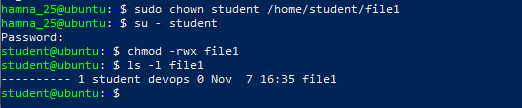 hamna_25@ubuntu: $ sudo chown student /home/student/file1
hamna_25@ubuntu: $ su - student
Password:
student@ubuntu: $ chmod -rwx file1
student@ubuntu: $ ls -l file1
---------- 1 student devops 0 Nov  7 16:35 file1
student@ubuntu: $